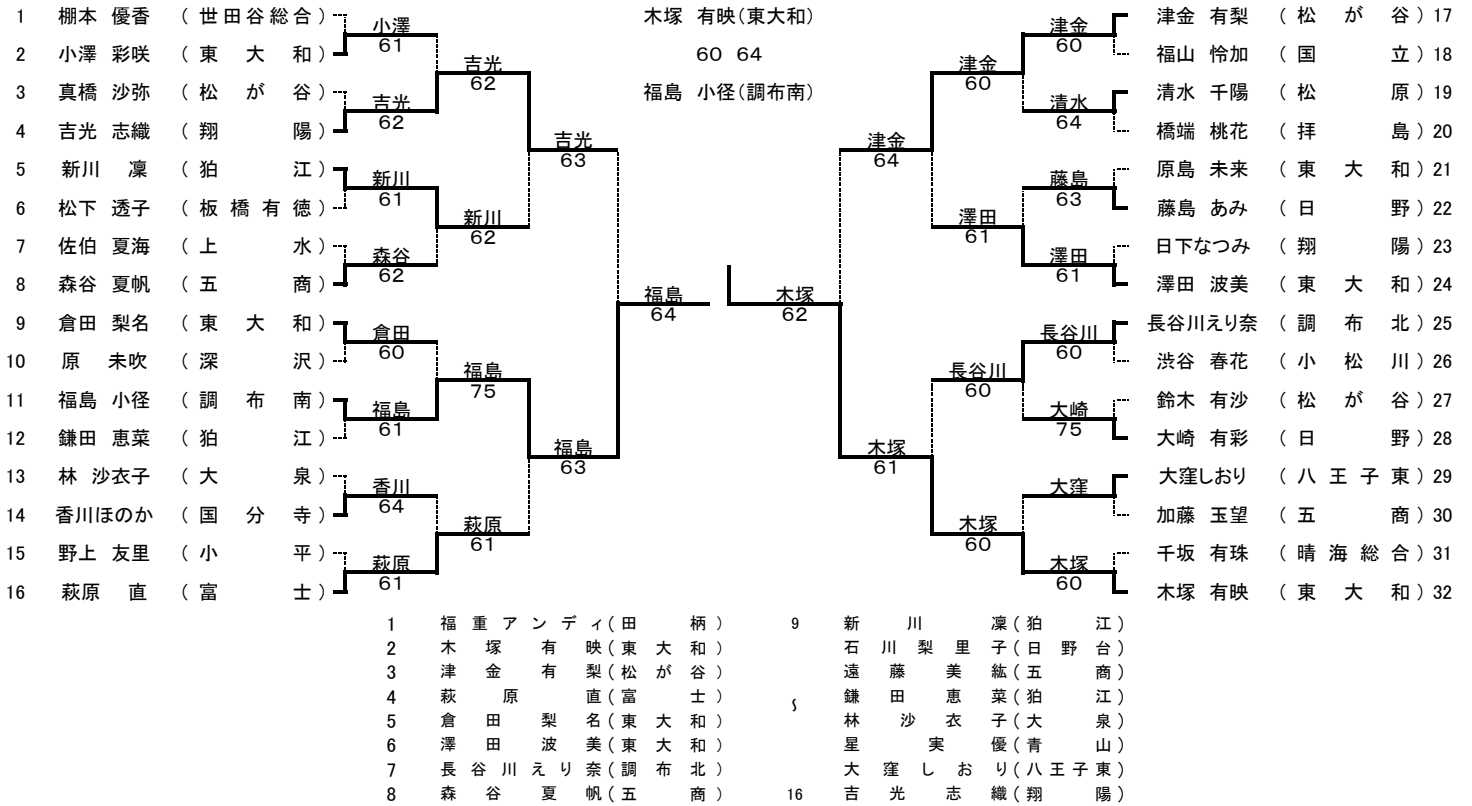 木塚 有映(東大和)
60 64
福島 小径(調布南)
1 棚本 優香 (世田谷総合)
2 小澤 彩咲 (東大和)
3 真橋 沙弥 (松が谷)
4 吉光 志織 (翔陽)
5 新川 凜 (狛江)
6 松下 透子 (板橋有徳)
7 佐伯 夏海 (上水)
8 森谷 夏帆 (五商)
9 倉田 梨名 (東大和)
10 原 未吹 (深沢)
11 福島 小径 (調布南)
12 鎌田 恵菜 (狛江)
13 林 沙衣子 (大泉)
14 香川ほのか (国分寺)
15 野上 友里 (小平)
16 萩原 直 (富士)
小澤
61
吉光
62
新川
61
森谷
62
倉田
60
福島
61
香川
64
萩原
61
吉光
62
新川
62
福島
75
萩原
61
吉光
63
福島
63
福島
64
木塚
62
津金
64
木塚
61
津金
60
澤田
61
長谷川
60
木塚
60
津金
60
清水
64
藤島
63
澤田
61
長谷川
60
大崎
75
大窪
木塚
60
津金 有梨 (松が谷) 17
福山 怜加 (国立) 18
清水 千陽 (松原) 19
橋端 桃花 (拝島) 20
原島 未来 (東大和) 21
藤島 あみ (日野) 22
日下なつみ (翔陽) 23
澤田 波美 (東大和) 24
長谷川えり奈 (調布北) 25
渋谷 春花 (小松川) 26
鈴木 有沙 (松が谷) 27
大崎 有彩 (日野) 28
大窪しおり (八王子東) 29
加藤 玉望 (五商) 30
千坂 有珠 (晴海総合) 31
木塚 有映 (東大和) 32
1 福重アンディ(田柄)
2 木塚有映(東大和)
3 津金有梨(松が谷)
4 萩原直(富士)
5 倉田梨名(東大和)
6 澤田波美(東大和)
7 長谷川えり奈(調布北)
8 森谷夏帆(五商)
9 新川凜(狛江)
石川梨里子(日野台)
遠藤美紘(五商)
鎌田恵菜(狛江)
~
林沙衣子(大泉)
星実優(青山)
大窪しおり(八王子東)
16 吉光志織(翔陽)